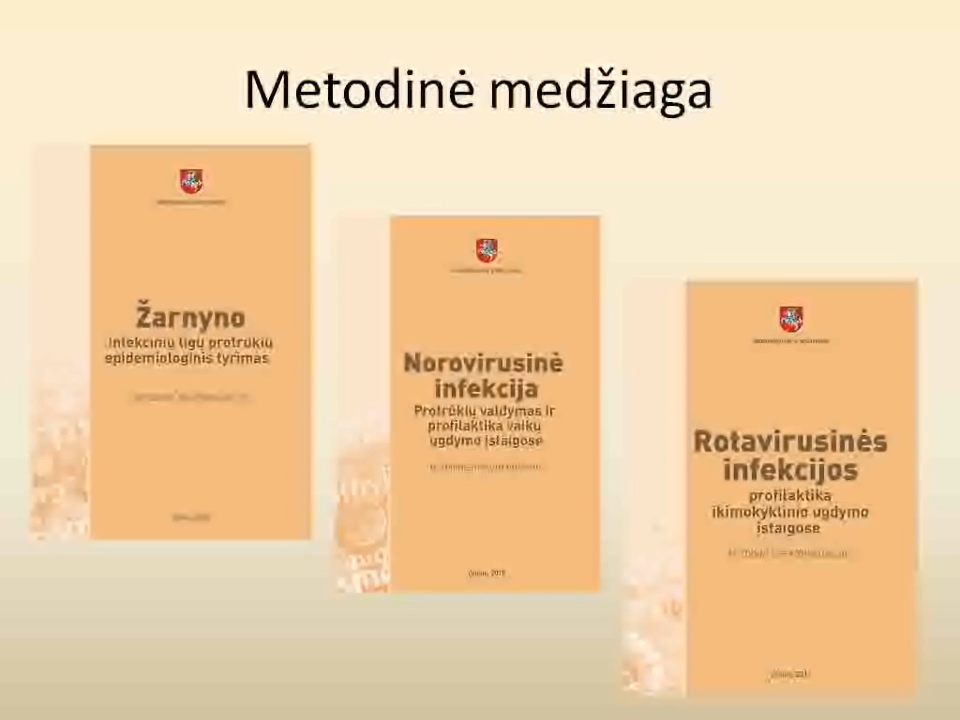 Metodinė medžiaga
Žarnyno
infekcinių ligų protrūkių
epidemiologinis tyrimas
Norovirusinė
infekcija
Protrūkių valdymas ir
profilaktika vaikų
ugdymo įstaigose
Rotavirusinės
infekcijos
profilaktika
ikimokyklinio ugdymo
įstaigose